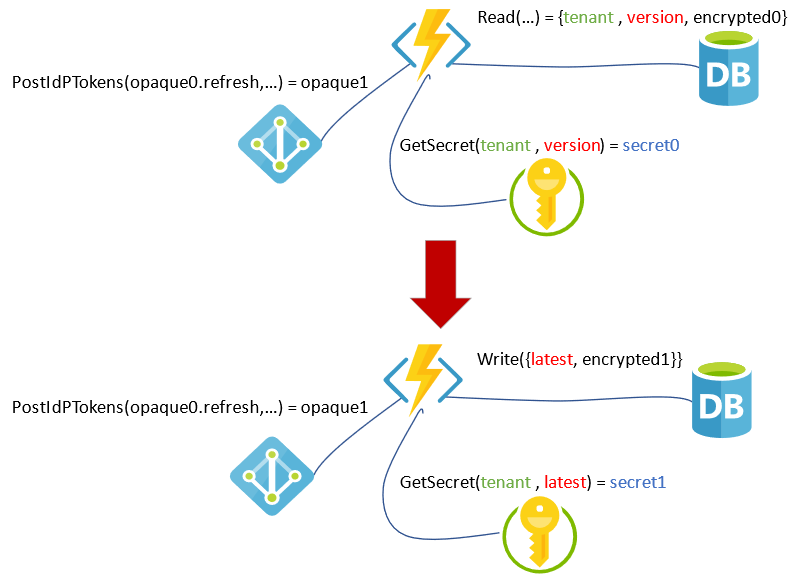 Read(...) = {tenant , version, encrypted0}
DB
PostIdPTokens(opaque0.refresh,...) = opaque1
GetSecret(tenant , version) = secret0
Write({latest, encrypted1}}
DB
PostIdPTokens(opaque0.refresh,...) = opaque1
GetSecret(tenant , latest) = secret1